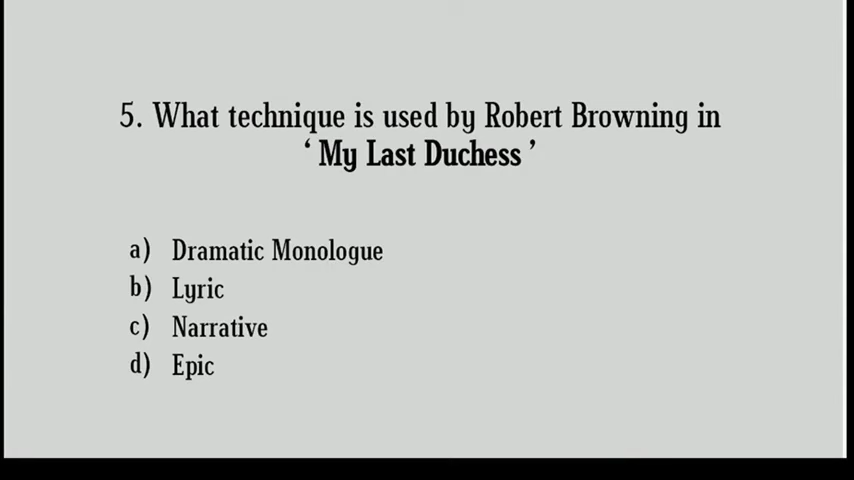 5. What technique is used by Robert Browning in
‘ My Last Duchess ’
a) Dramatic Monologue
b) Lyric
c) Narrative
d) Epic